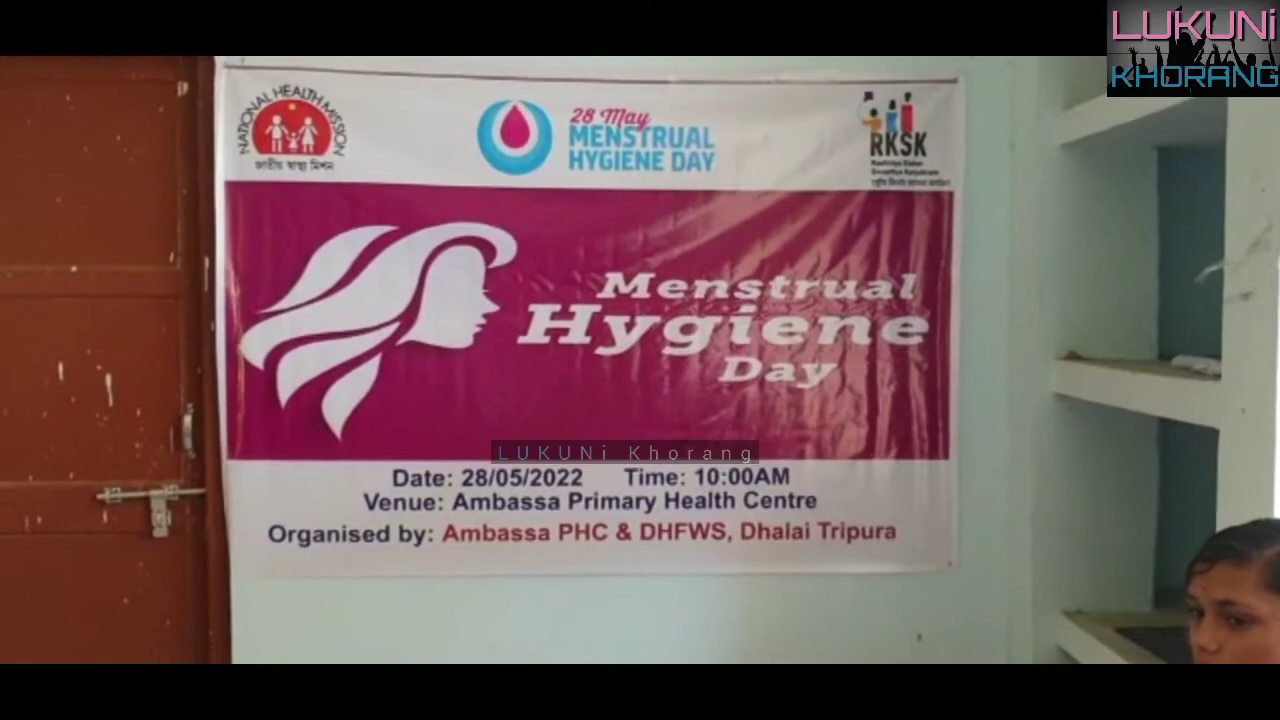 LUKUNi
KHORANG
NATIONAL HEALTH MISSION
জাতীয় স্বাস্থ্য মিশন
28 May
MENSTRUAL
HYGIENE DAY
RKSK
Menstrual
Hygiene
Day
LUKUNi Khorang
Date: 28/05/2022 Time: 10:00AM
Venue: Ambassa Primary Health Centre
Organised by: Ambassa PHC & DHFWS, Dhalai Tripura